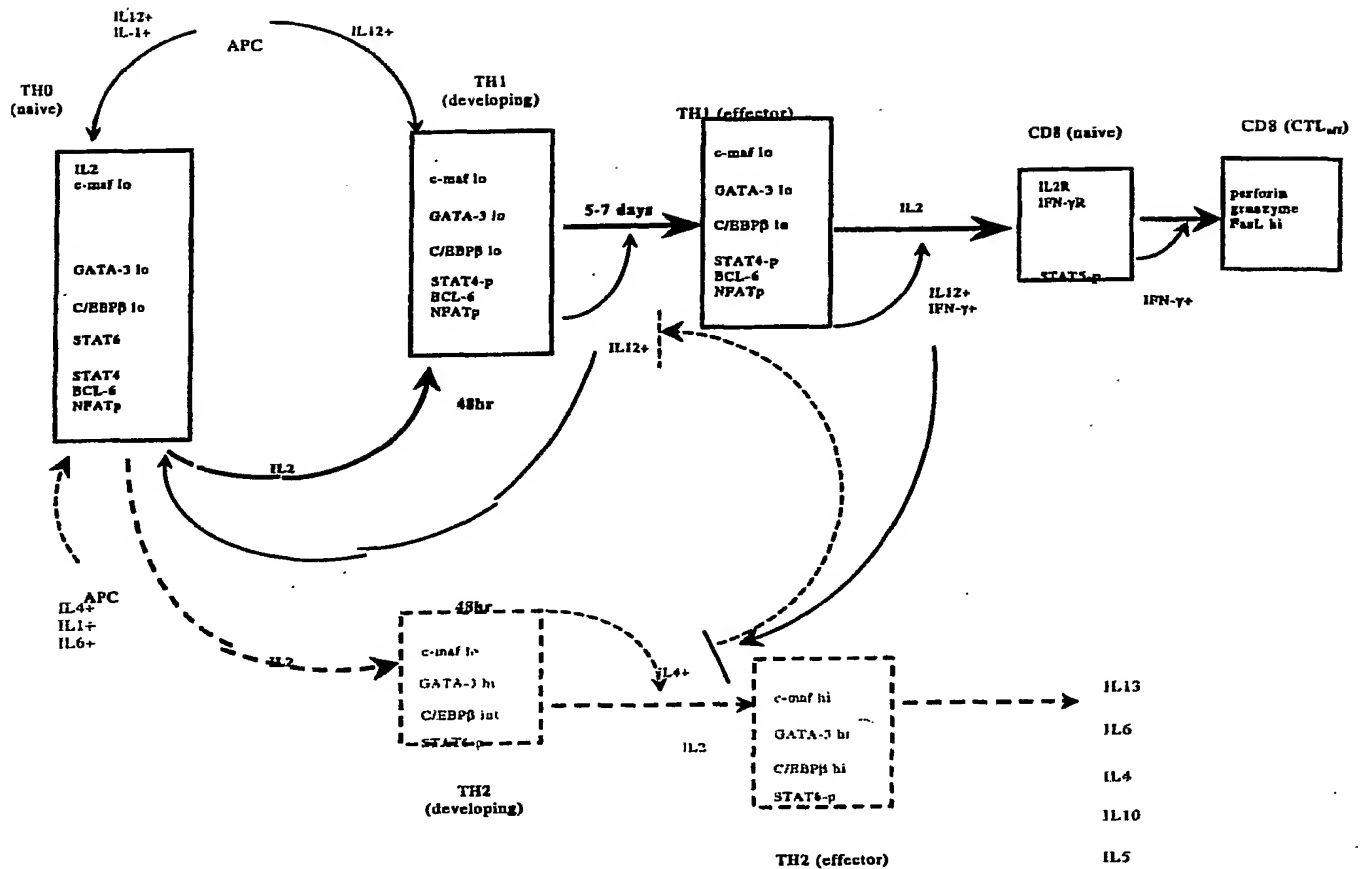 IL12+
IL-1+
APC
IL12+
TH0
(naive)
IL2
c-maf lo
GATA-3 lo
C/EBPβ lo
STAT6
STAT4
BCL-6
NFATp
TH1
(developing)
c-maf lo
GATA-3 lo
C/EBPβ lo
STAT4-p
BCL-6
NFATp
5-7 days
IL12+
48hr
IL2
TH1 (effector)
c-maf lo
GATA-3 lo
C/EBPβ lo
STAT4-p
BCL-6
NFATp
IL2
IL12+
IFN-γ+
CD8 (naive)
IL2R
IFN-γR
STAT5-p
IFN-γ+
CD8 (CTLeff)
perforin
granzyme
FasL hi
APC
IL4+
IL1+
IL6+
IL2
48hr
c-maf lo
GATA-3 hi
C/EBPβ int
STAT6-p
TH2
(developing)
IL4+
IL2
c-maf hi
GATA-3 hi
C/EBPβ hi
STAT6-p
TH2 (effector)
IL13
IL6
IL4
IL10
IL5